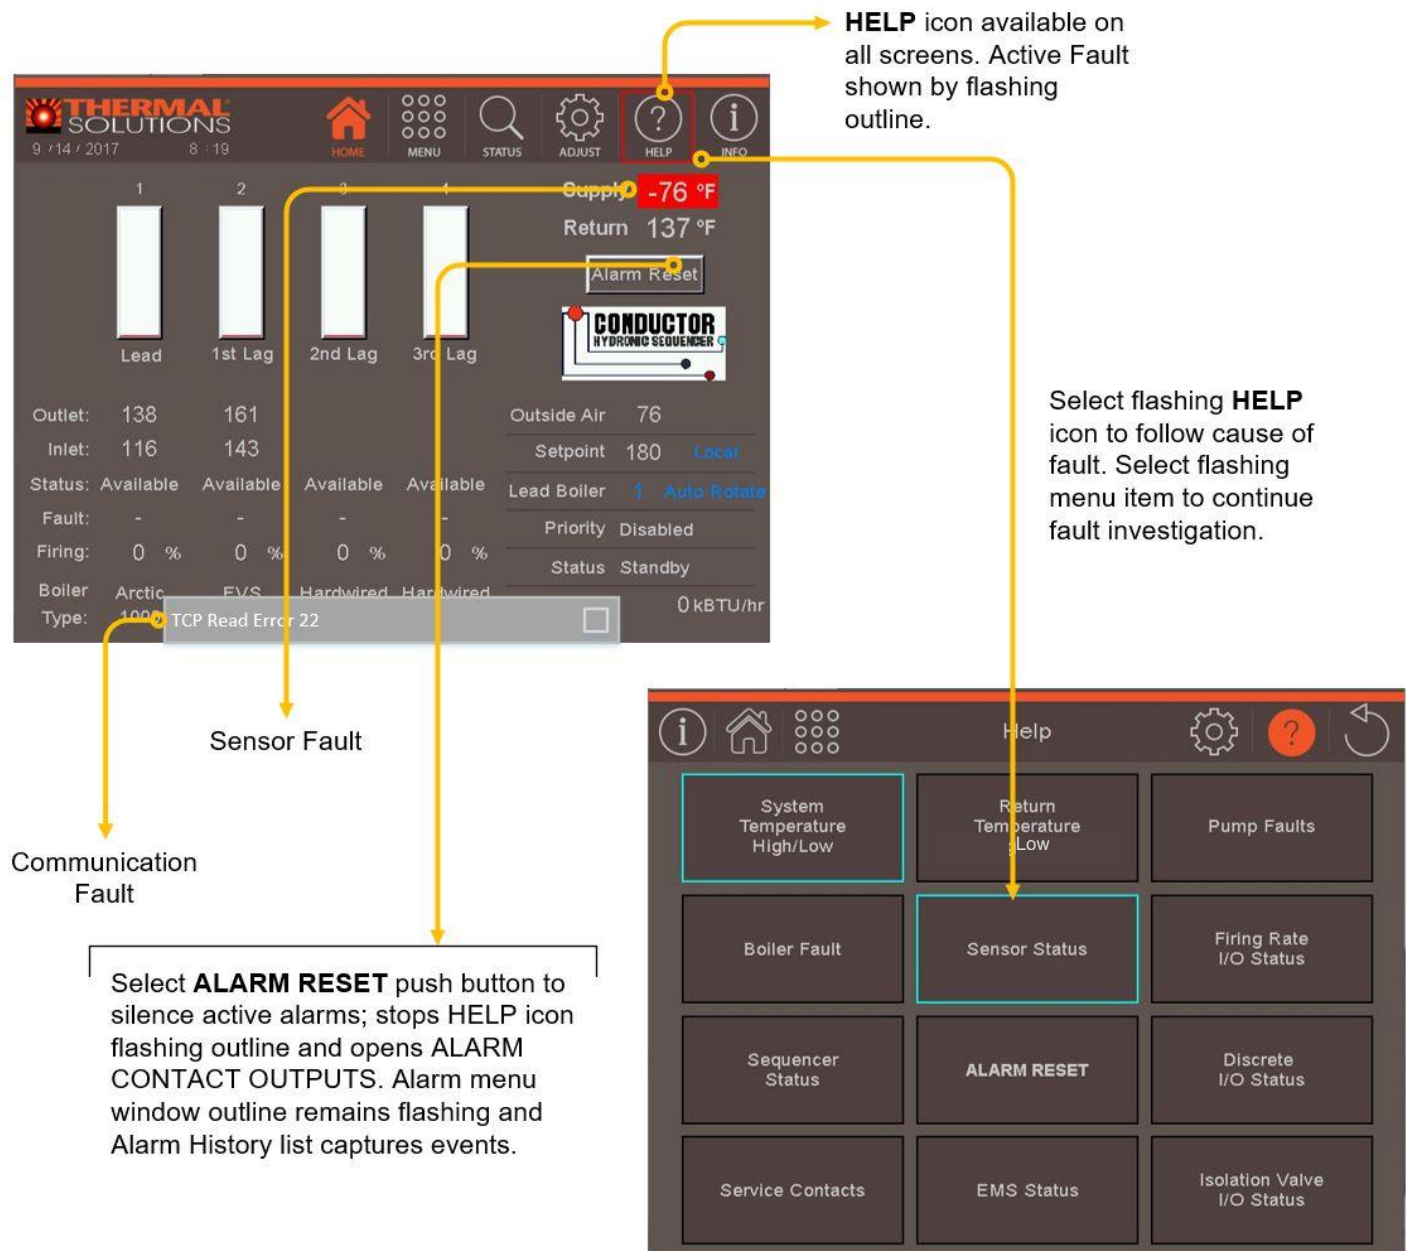 HELP icon available on
all screens. Active Fault
shown by flashing
outline.
THERMAL
SOLUTIONS
9 / 14 / 2017 8 : 19
HOME MENU STATUS ADJUST HELP INFO
1 2 3 4
Supply -76 °F
Return 137 °F
Alarm Reset
CONDUCTOR
HYDRONIC SEQUENCER
Lead 1st Lag 2nd Lag 3rd Lag
Outlet: 138 161
Inlet: 116 143
Status: Available Available Available Available
Fault: - - - -
Firing: 0 % 0 % 0 % 0 %
Boiler Arctic EVS Hardwired Hardwired
Type: 1000
Outside Air 76
Setpoint 180 Local
Lead Boiler 1 Auto Rotate
Priority Disabled
Status Standby
0 kBTU/hr
TCP Read Error 22
Select flashing HELP
icon to follow cause of
fault. Select flashing
menu item to continue
fault investigation.
Sensor Fault
Communication
Fault
Select ALARM RESET push button to
silence active alarms; stops HELP icon
flashing outline and opens ALARM
CONTACT OUTPUTS. Alarm menu
window outline remains flashing and
Alarm History list captures events.
i Help ?
System
Temperature
High/Low
Return
Temperature
Low
Pump Faults
Boiler Fault
Sensor Status
Firing Rate
I/O Status
Sequencer
Status
ALARM RESET
Discrete
I/O Status
Service Contacts
EMS Status
Isolation Valve
I/O Status